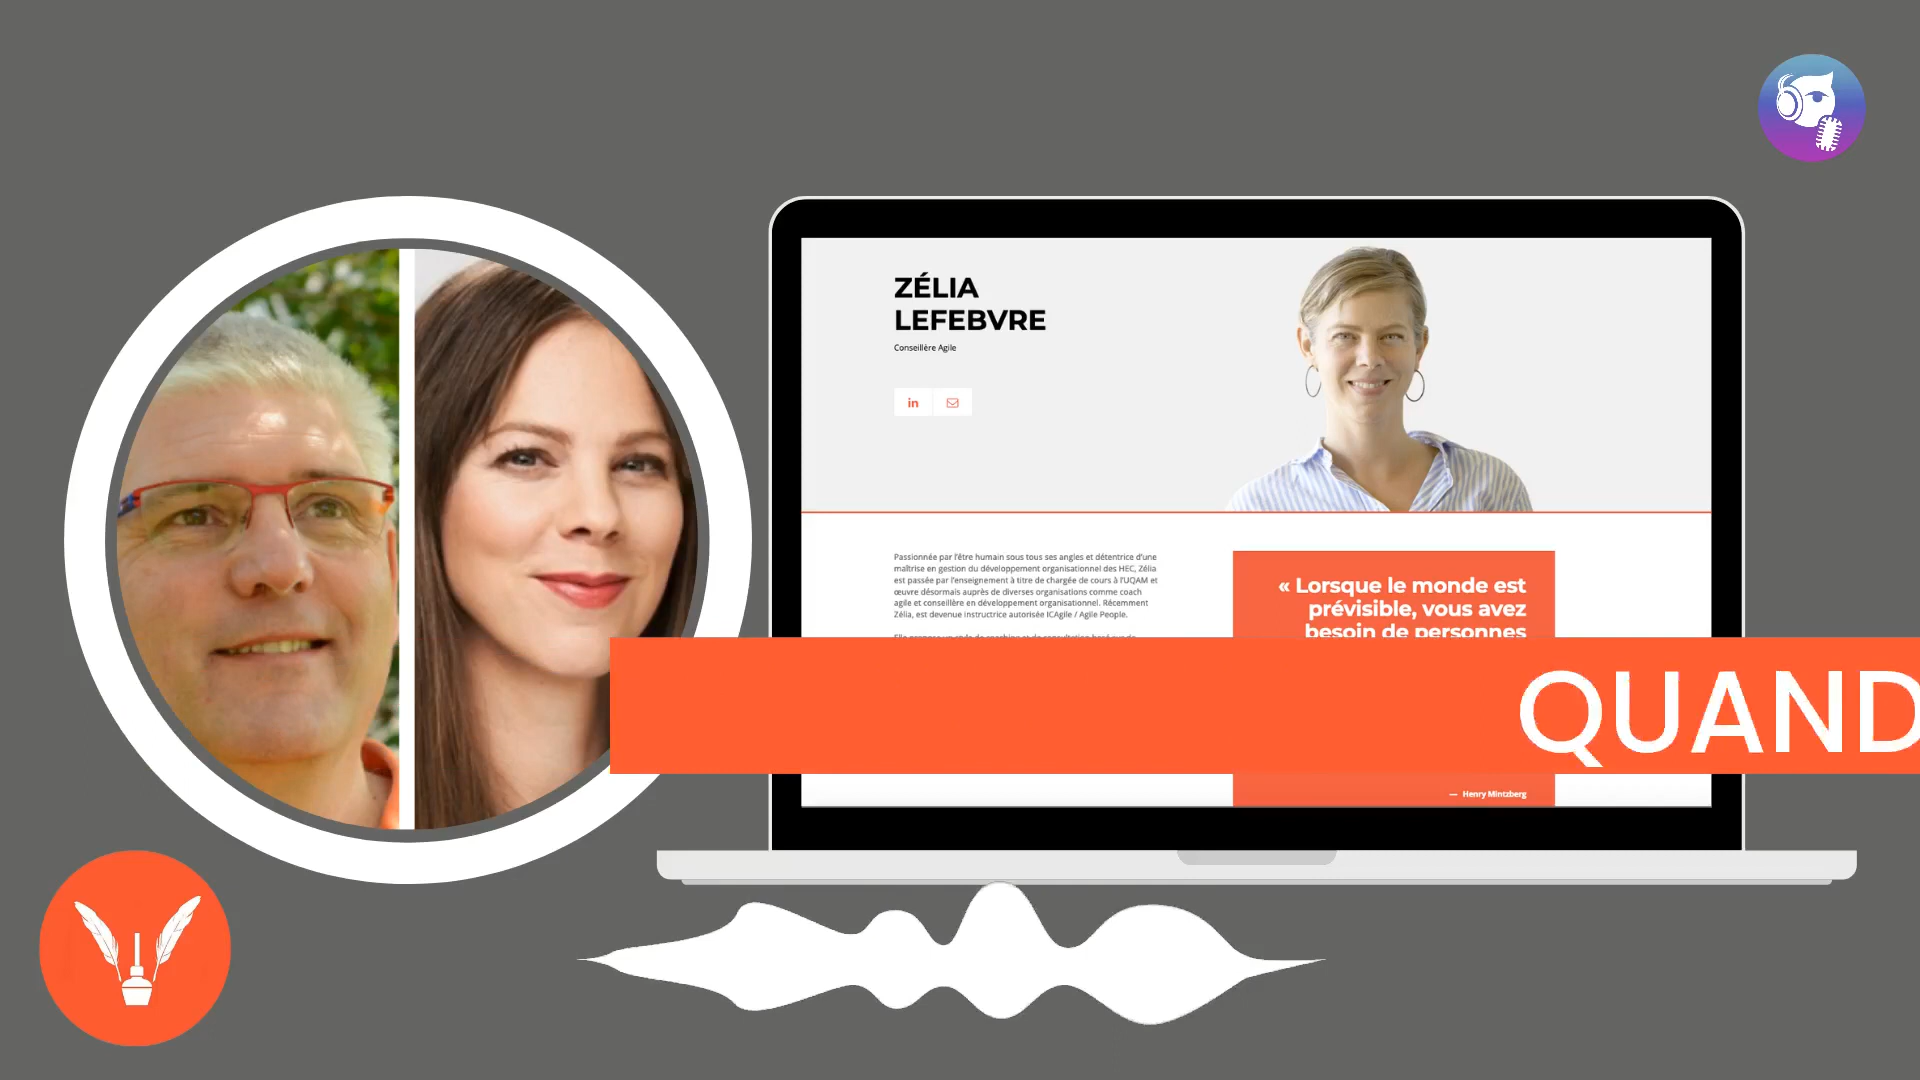 ZÉLIA
LEFEBVRE
Conseillère Agile
in
Passionnée par l'être humain sous tous ses angles et détentrice d'une
maîtrise en gestion du développement organisationnel des HEC, Zélia
est passée par l'enseignement à titre de chargée de cours à l'UQAM et
œuvre désormais auprès de diverses organisations comme coach
agile et conseillère en développement organisationnel. Récemment
Zélia, est devenue instructrice autorisée ICAgile / Agile People.
« Lorsque le monde est
prévisible, vous avez
besoin de personnes
QUAND
— Henry Mintzberg